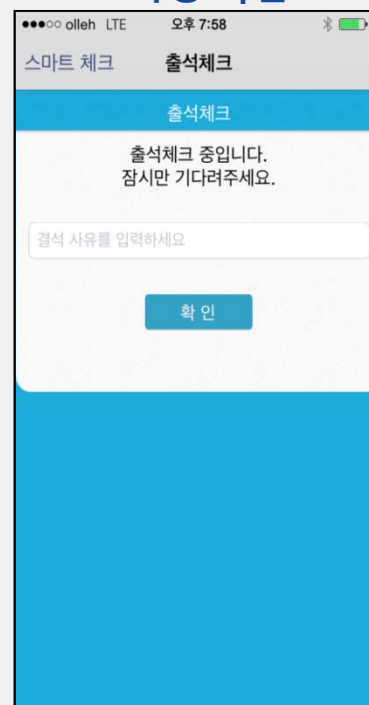 olleh LTE 오후 7:58
스마트 체크 출석체크
출석체크
출석체크 중입니다.
잠시만 기다려주세요.
결석 사유를 입력하세요
확 인